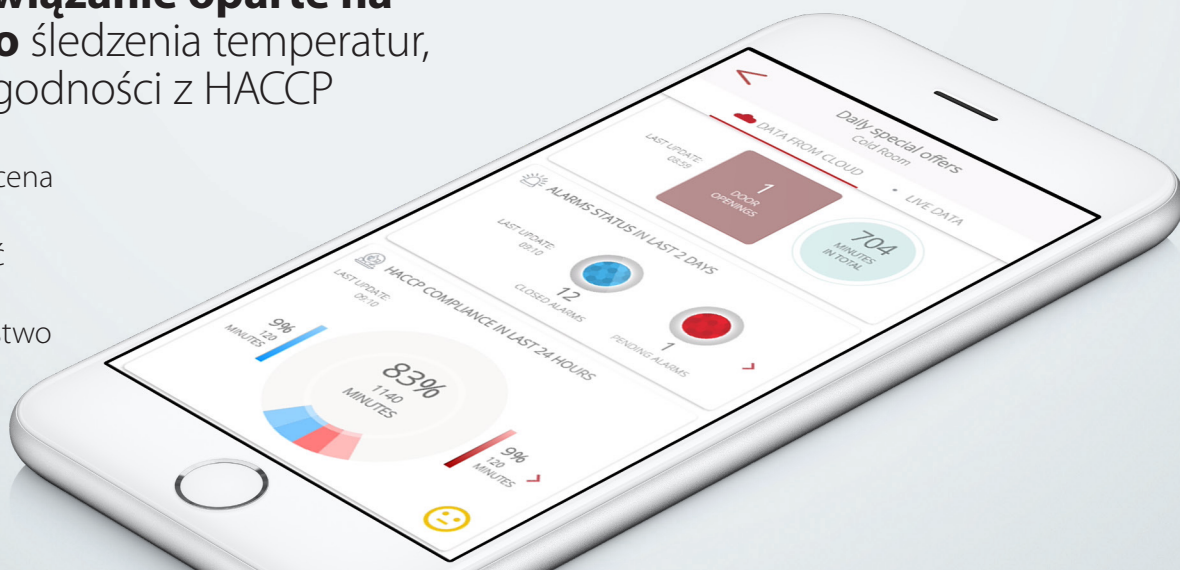 wiązanie oparte na
o śledzenia temperatur,
godności z HACCP
cena
ć
stwo
Daily special offers
Cold Room
DATA FROM CLOUD
LIVE DATA
LAST UPDATE:
08:39
1
DOOR
OPENINGS
704
MINUTES
IN TOTAL
ALARMS STATUS IN LAST 2 DAYS
LAST UPDATE:
09:10
12
CLOSED ALARMS
1
PENDING ALARMS
HACCP COMPLIANCE IN LAST 24 HOURS
LAST UPDATE:
09:10
9%
120
MINUTES
83%
1140
MINUTES
9%
120
MINUTES